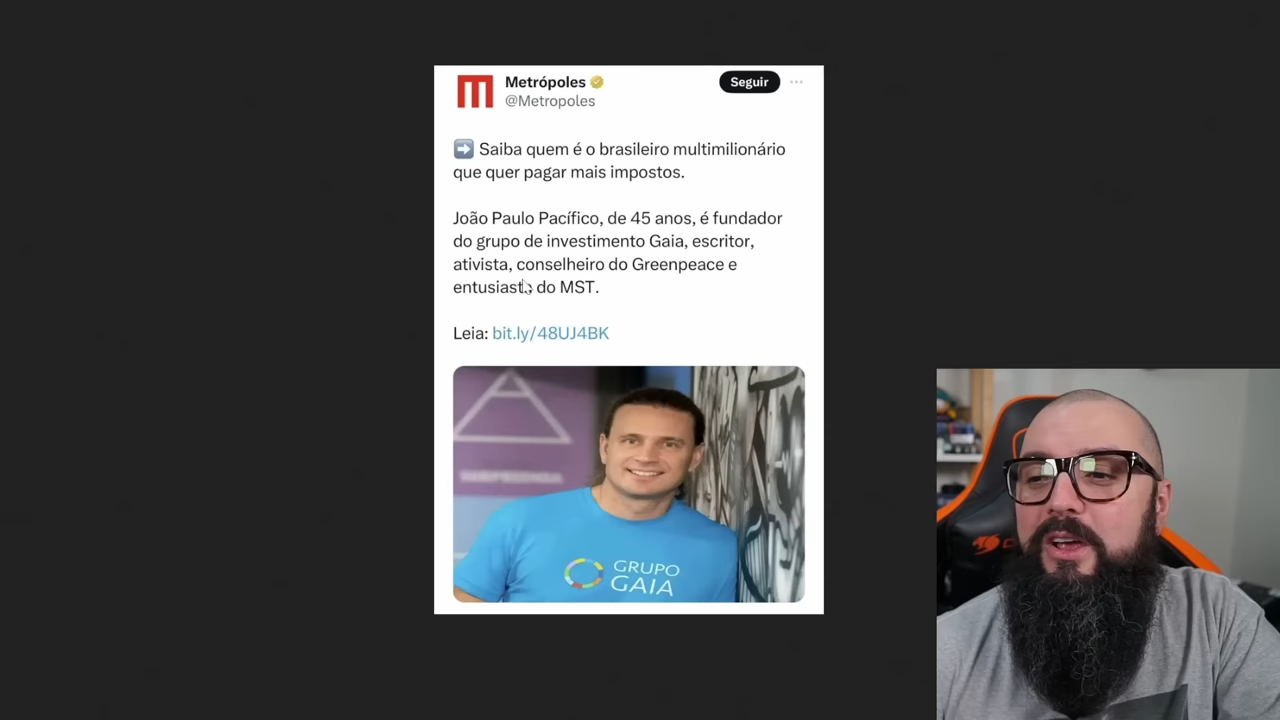 Metrópoles
Seguir
@Metropoles
➡️ Saiba quem é o brasileiro multimilionário
que quer pagar mais impostos.
João Paulo Pacífico, de 45 anos, é fundador
do grupo de investimento Gaia, escritor,
ativista, conselheiro do Greenpeace e
entusiasta do MST.
Leia: bit.ly/48UJ4BK
GRUPO
GAIA